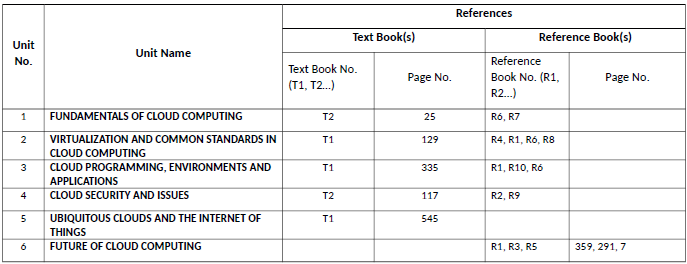 References
Unit No.
Unit Name
Text Book(s)
Reference Book(s)
Text Book No.
(T1, T2...)
Page No.
Reference
Book No. (R1,
R2...)
Page No.
1 FUNDAMENTALS OF CLOUD COMPUTING T2 25 R6, R7
2 VIRTUALIZATION AND COMMON STANDARDS IN T1 129 R4, R1, R6, R8
CLOUD COMPUTING
3 CLOUD PROGRAMMING, ENVIRONMENTS AND T1 335 R1, R10, R6
APPLICATIONS
4 CLOUD SECURITY AND ISSUES T2 117 R2, R9
5 UBIQUITOUS CLOUDS AND THE INTERNET OF T1 545
THINGS
6 FUTURE OF CLOUD COMPUTING R1, R3, R5 359, 291, 7